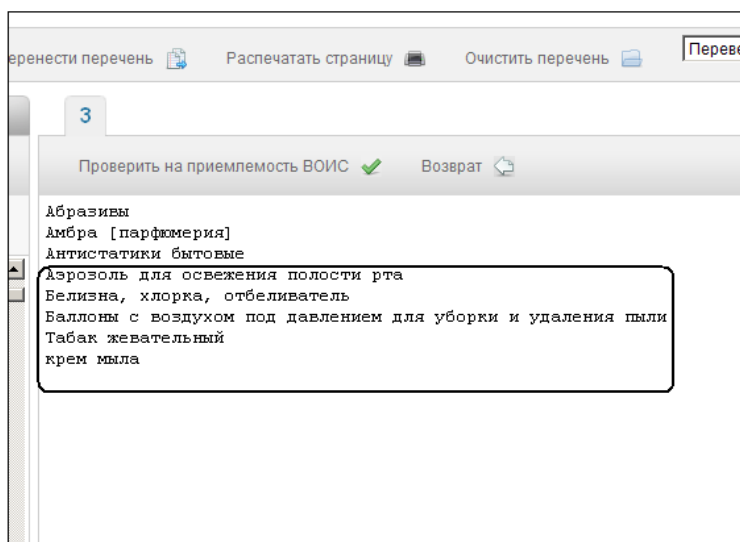 еренести перечень Распечатать страницу Очистить перечень Переве
3
Проверить на приемлемость ВОИС Возврат
Абразивы
Амбра [парфюмерия]
Антистатики бытовые
Аэрозоль для освежения полости рта
Белизна, хлорка, отбеливатель
Баллоны с воздухом под давлением для уборки и удаления пыли
Табак жевательный
крем мыла